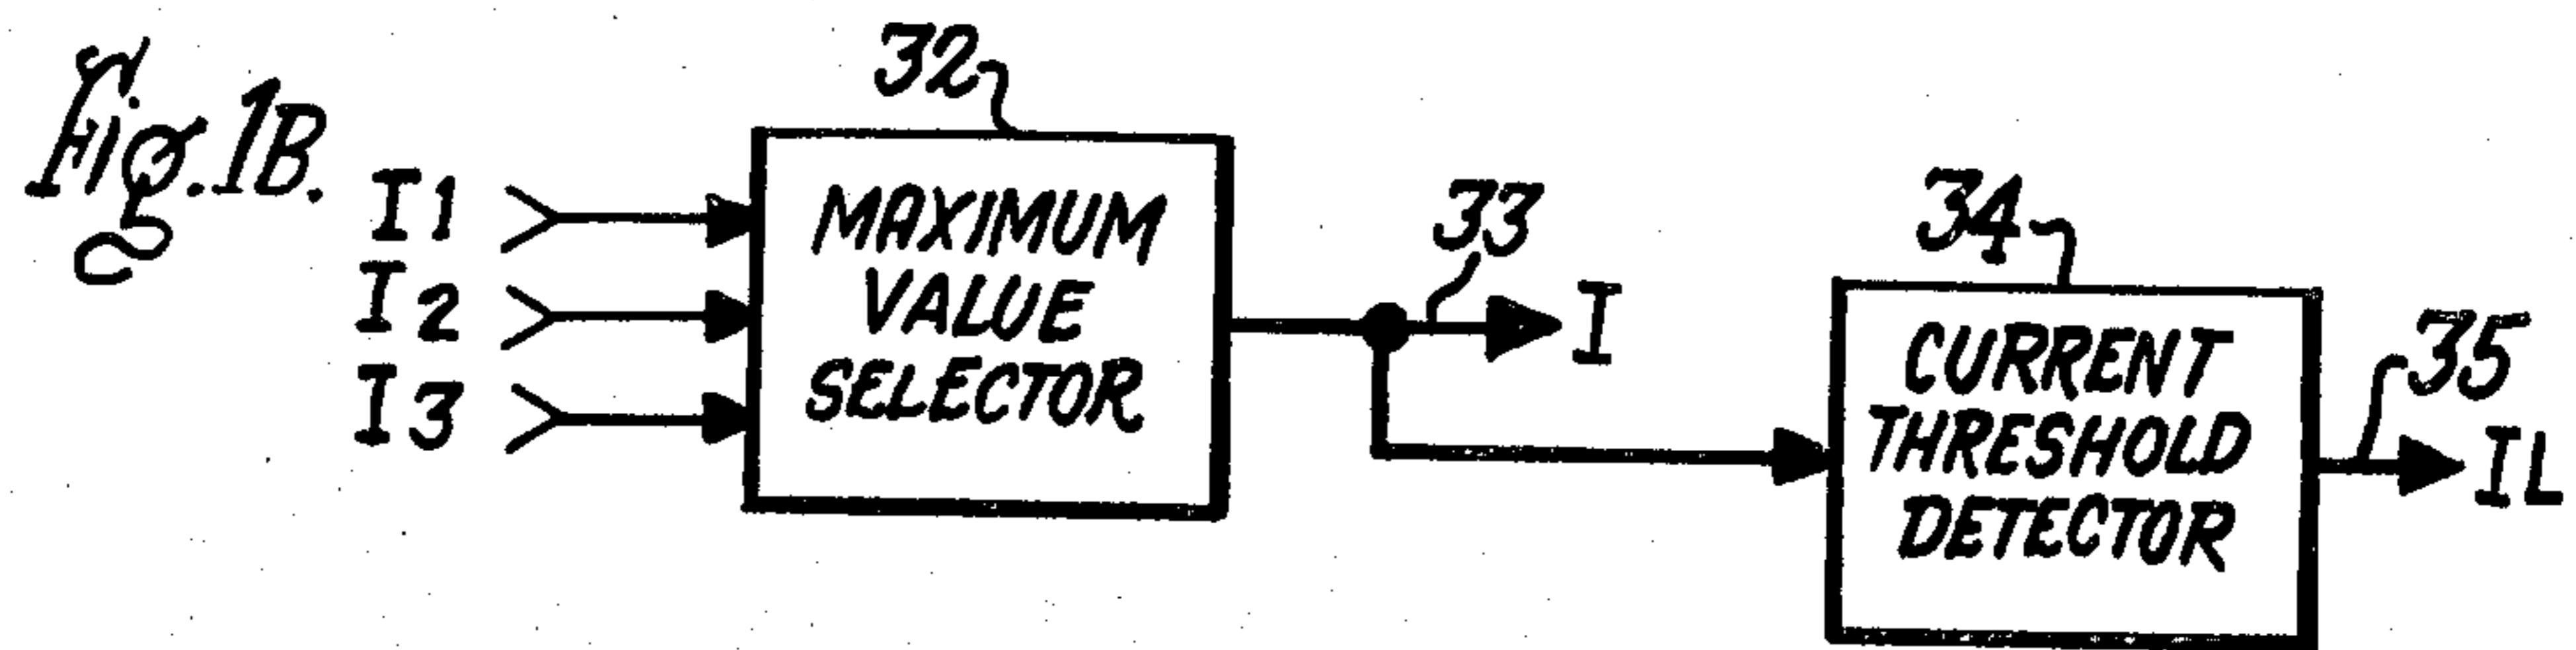 Fig. 1B.
32
I1
I2
I3
MAXIMUM
VALUE
SELECTOR
33
I
34
CURRENT
THRESHOLD
DETECTOR
35
IL